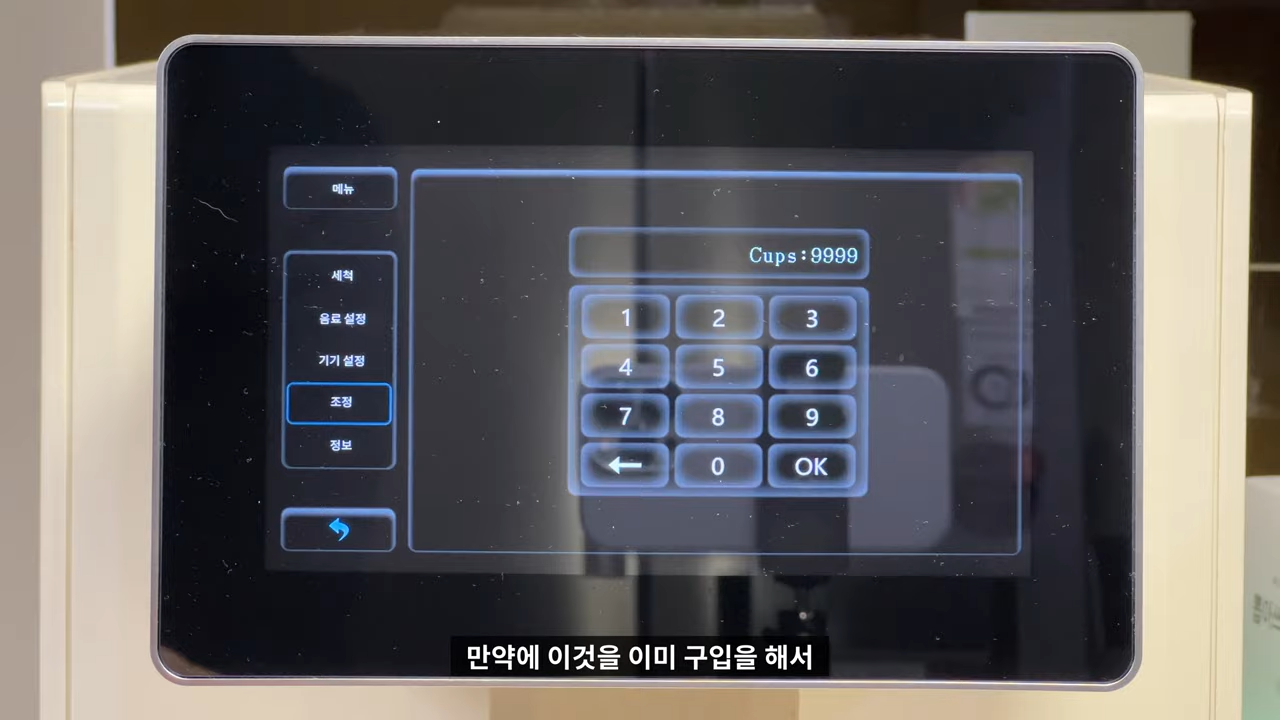 메뉴
세척
음료 설정
기기 설정
조정
정보
Cups:9999
1 2 3
4 5 6
7 8 9
0 OK
만약에 이것을 이미 구입을 해서